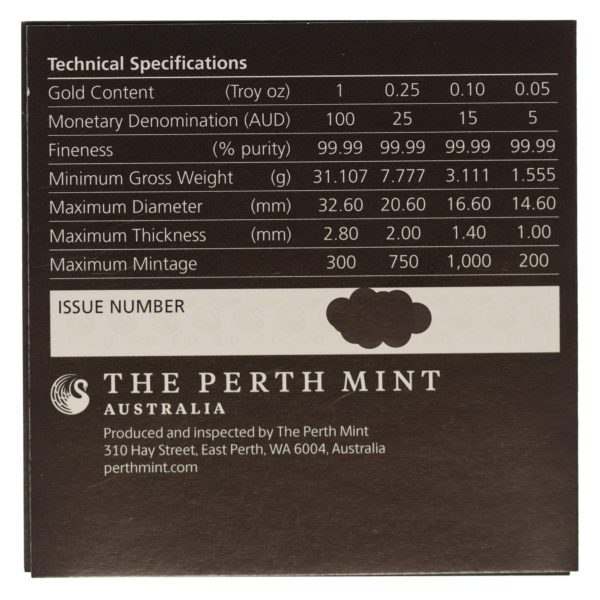 Technical Specifications
Gold Content (Troy oz) 1 0.25 0.10 0.05
Monetary Denomination (AUD) 100 25 15 5
Fineness (% purity) 99.99 99.99 99.99 99.99
Minimum Gross Weight (g) 31.107 7.777 3.111 1.555
Maximum Diameter (mm) 32.60 20.60 16.60 14.60
Maximum Thickness (mm) 2.80 2.00 1.40 1.00
Maximum Mintage 300 750 1,000 200
ISSUE NUMBER
THE PERTH MINT
AUSTRALIA
Produced and inspected by The Perth Mint
310 Hay Street, East Perth, WA 6004, Australia
perthmint.com